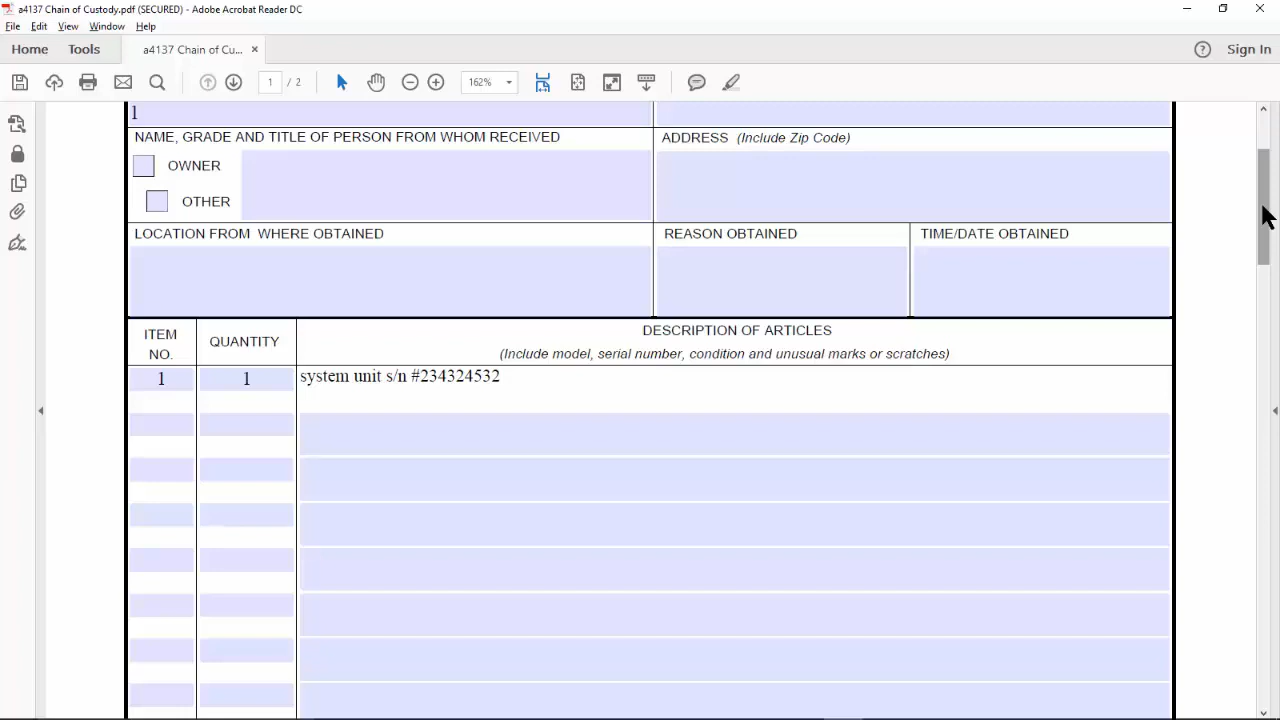 a4137 Chain of Custody.pdf (SECURED) - Adobe Acrobat Reader DC
File Edit View Window Help
Home Tools a4137 Chain of Cu... × Sign In
1 / 2 162%
1
NAME, GRADE AND TITLE OF PERSON FROM WHOM RECEIVED
ADDRESS (Include Zip Code)
OWNER
OTHER
LOCATION FROM WHERE OBTAINED
REASON OBTAINED
TIME/DATE OBTAINED
ITEM NO.
QUANTITY
DESCRIPTION OF ARTICLES
(Include model, serial number, condition and unusual marks or scratches)
1 1 system unit s/n #234324532